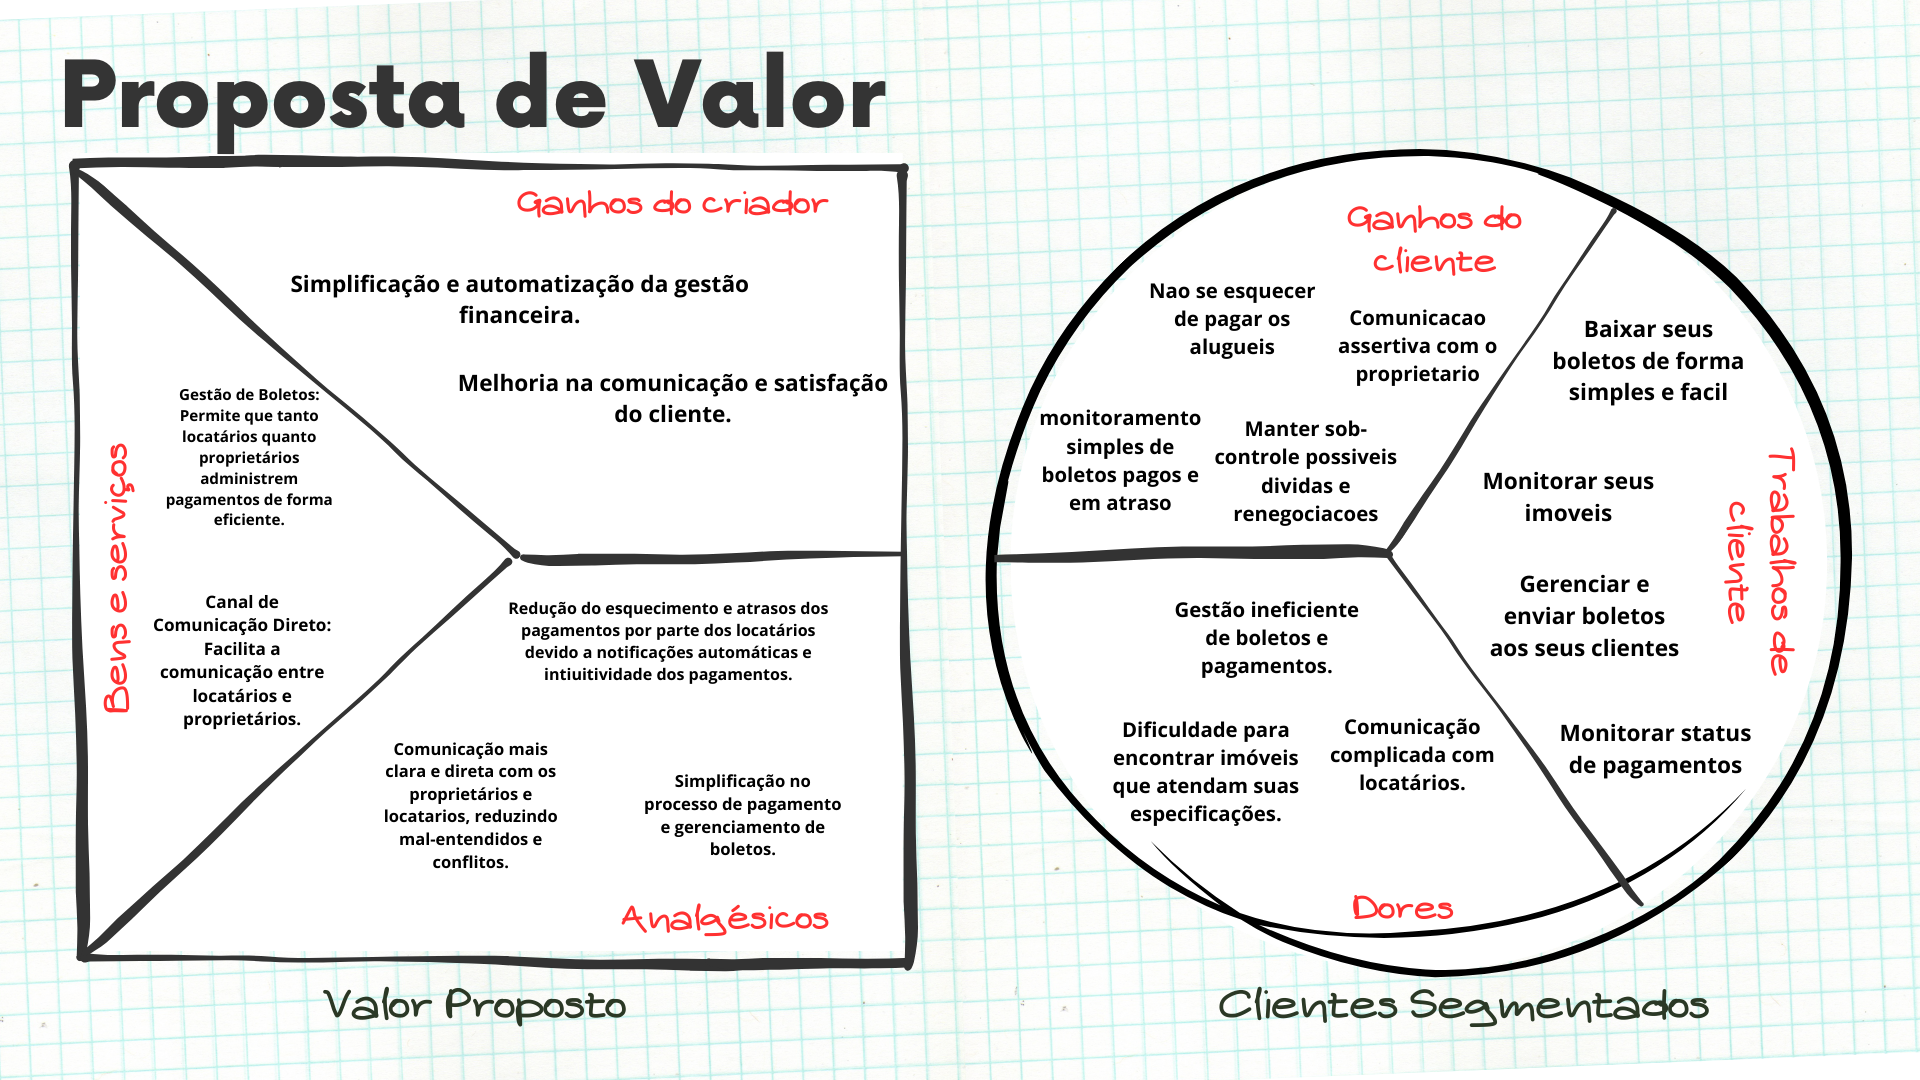 Proposta de Valor
Ganhos do criador
Simplificação e automatização da gestão
financeira.
Melhoria na comunicação e satisfação
do cliente.
Bens e serviços
Gestão de Boletos:
Permite que tanto
locatários quanto
proprietários
administrem
pagamentos de forma
eficiente.
Canal de
Comunicação Direto:
Facilita a
comunicação entre
locatários e
proprietários.
Redução do esquecimento e atrasos dos
pagamentos por parte dos locatários
devido a notificações automáticas e
intiuitividade dos pagamentos.
Comunicação mais
clara e direta com os
proprietários e
locatarios, reduzindo
mal-entendidos e
conflitos.
Simplificação no
processo de pagamento
e gerenciamento de
boletos.
Analgésicos
Valor Proposto
Ganhos do
cliente
Nao se esquecer
de pagar os
alugueis
Comunicacao
assertiva com o
proprietario
monitoramento
simples de
boletos pagos e
em atraso
Manter sob-
controle possiveis
dividas e
renegociacoes
Baixar seus
boletos de forma
simples e facil
Monitorar seus
imoveis
Gerenciar e
enviar boletos
aos seus clientes
Monitorar status
de pagamentos
Trabalhos de
cliente
Gestão ineficiente
de boletos e
pagamentos.
Dificuldade para
encontrar imóveis
que atendam suas
especificações.
Comunicação
complicada com
locatários.
Dores
Clientes Segmentados